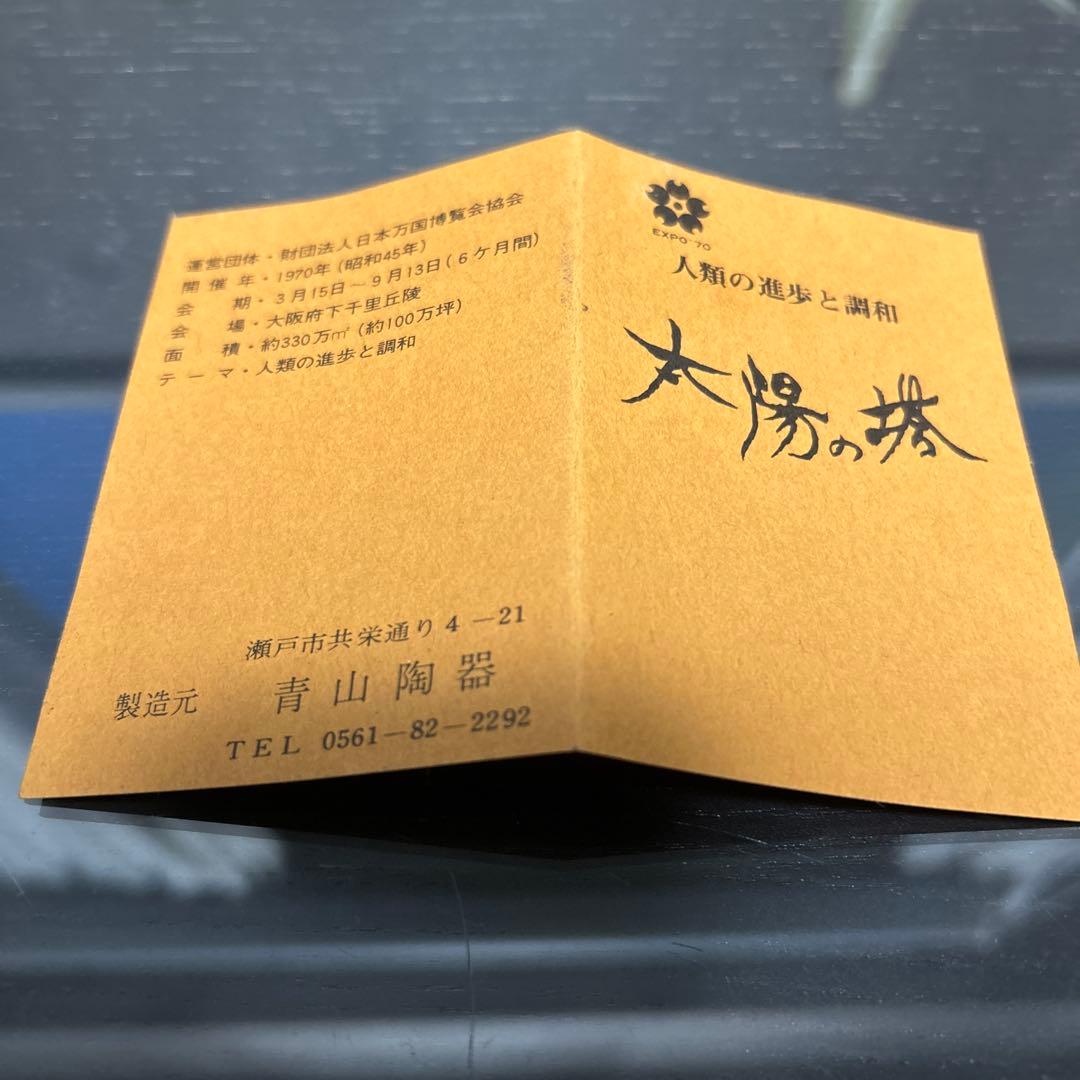 運営団体・財団法人日本万国博覧会協会
開催年・1970年(昭和45年)
会期・3月15日~9月13日(6ケ月間)
会場・大阪府下千里丘陵
面積・約330万㎡(約100万坪)
テーマ・人類の進歩と調和
瀬戸市共栄通り4-21
製造元 青山陶器
TEL 0561-82-2292
EXPO'70
人類の進歩と調和
太陽の塔